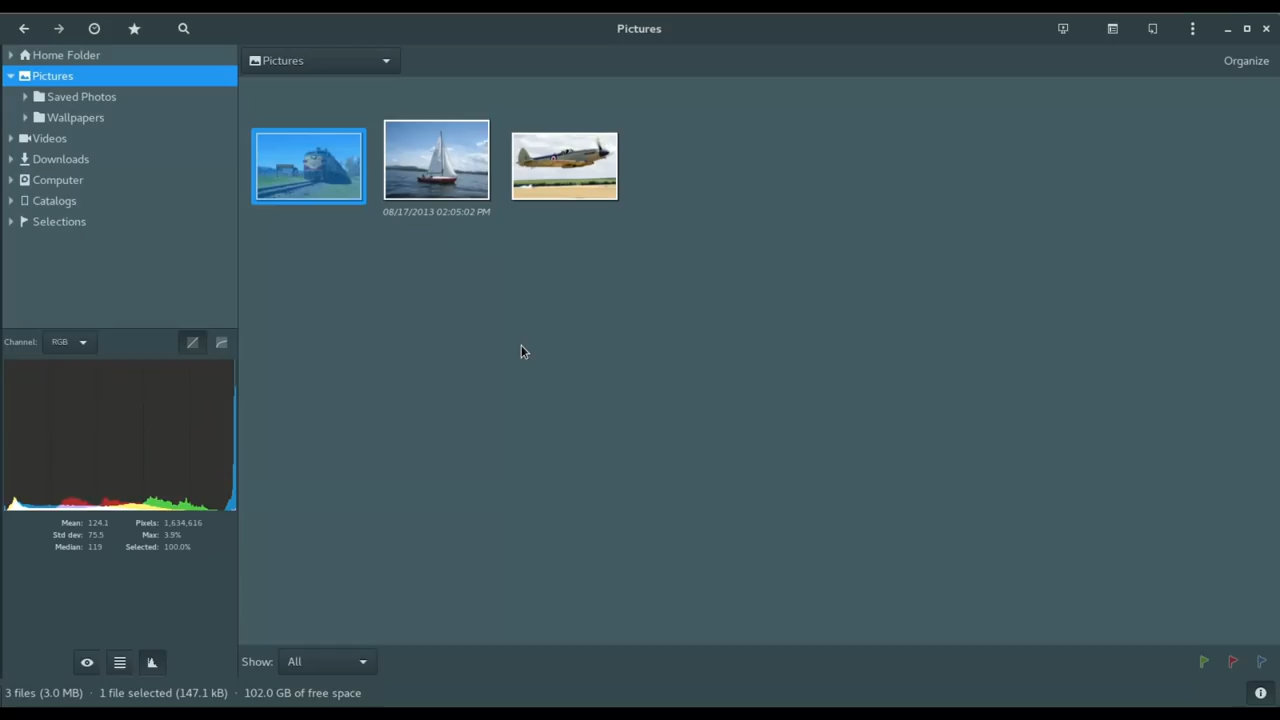 Pictures
Home Folder
Pictures
Saved Photos
Wallpapers
Videos
Downloads
Computer
Catalogs
Selections
Pictures
Organize
08/17/2013 02:05:02 PM
Channel: RGB
Mean: 124.1 Pixels: 1,634,616
Std dev: 75.5 Max: 3.9%
Median: 119 Selected: 100.0%
Show: All
3 files (3.0 MB) · 1 file selected (147.1 kB) · 102.0 GB of free space